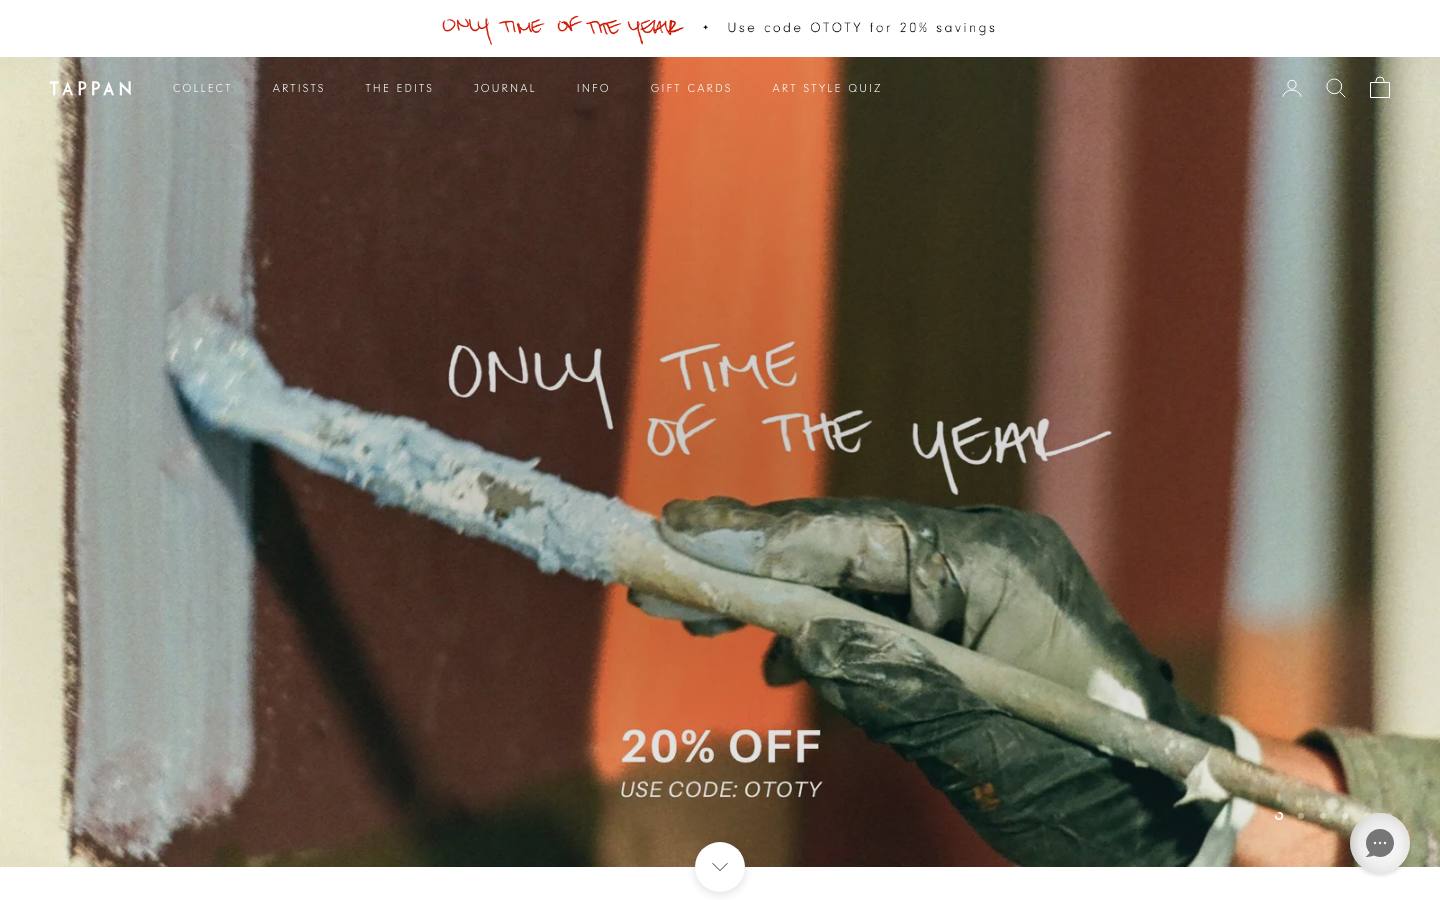 ONLY TIME OF THE YEAR Use code OTOTY for 20% savings
TAPPAN COLLECT ARTISTS THE EDITS JOURNAL INFO GIFT CARDS ART STYLE QUIZ
ONLY TIME
OF THE YEAR
20% OFF
USE CODE: OTOTY